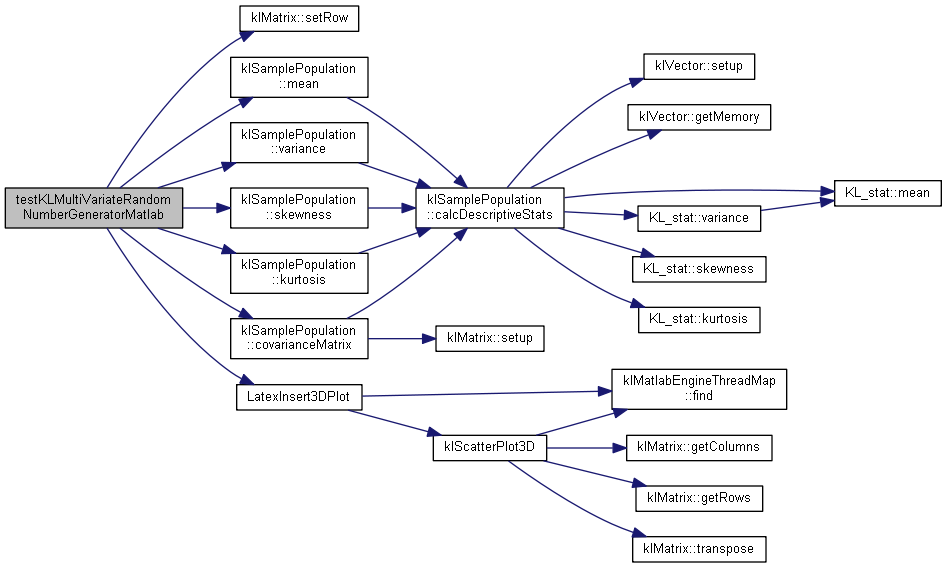 testKLMultiVariateRandom
NumberGeneratorMatlab
klMatrix::setRow
klSamplePopulation
::mean
klSamplePopulation
::variance
klSamplePopulation
::skewness
klSamplePopulation
::kurtosis
klSamplePopulation
::covarianceMatrix
LatexInsert3DPlot
klSamplePopulation
::calcDescriptiveStats
klMatrix::setup
klScatterPlot3D
klVector::setup
klVector::getMemory
KL_stat::variance
KL_stat::skewness
KL_stat::kurtosis
klMatlabEngineThreadMap
::find
klMatrix::getColumns
klMatrix::getRows
klMatrix::transpose
KL_stat::mean